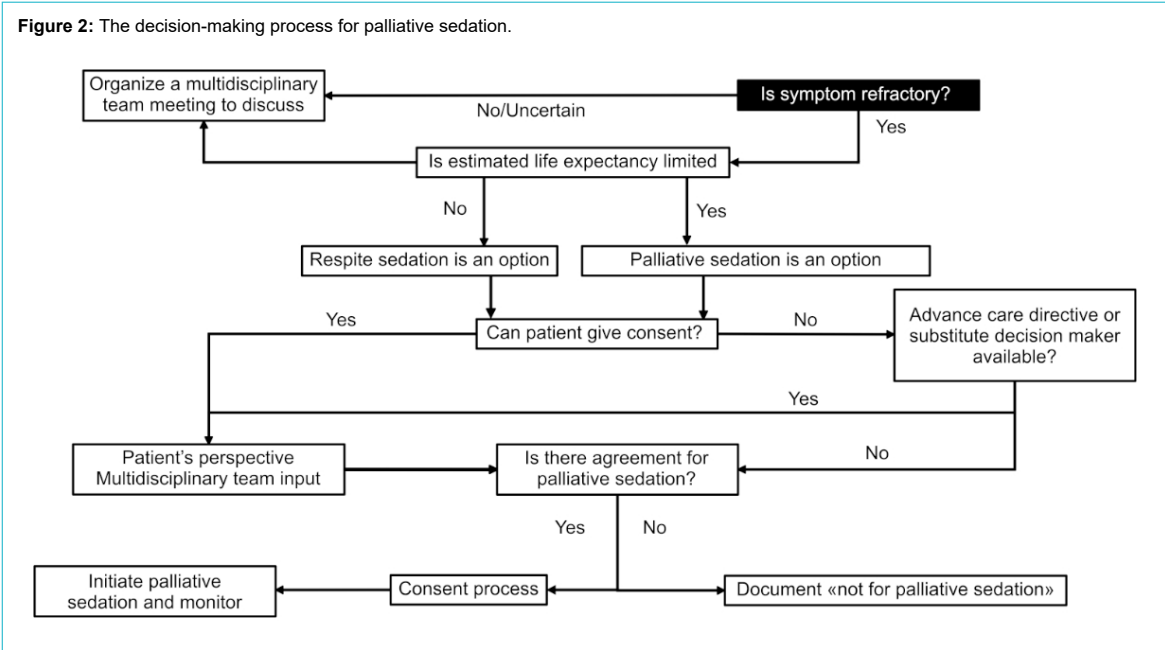 Figure 2: The decision-making process for palliative sedation.
Organize a multidisciplinary
team meeting to discuss
Is symptom refractory?
No/Uncertain
Yes
Is estimated life expectancy limited
No
Yes
Respite sedation is an option
Palliative sedation is an option
Yes
Can patient give consent?
No
Advance care directive or
substitute decision maker
available?
Yes
Patient's perspective
Multidisciplinary team input
Is there agreement for
palliative sedation?
No
Yes
No
Initiate palliative
sedation and monitor
Consent process
Document «not for palliative sedation»